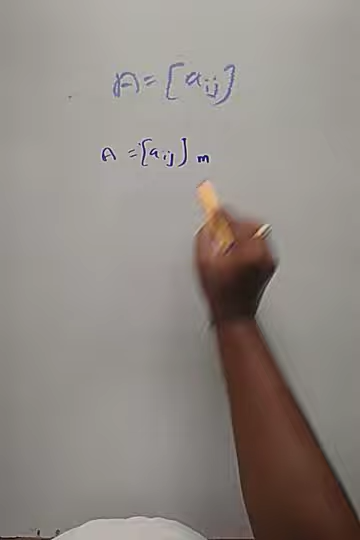 A = [aij]
A = [aij] m